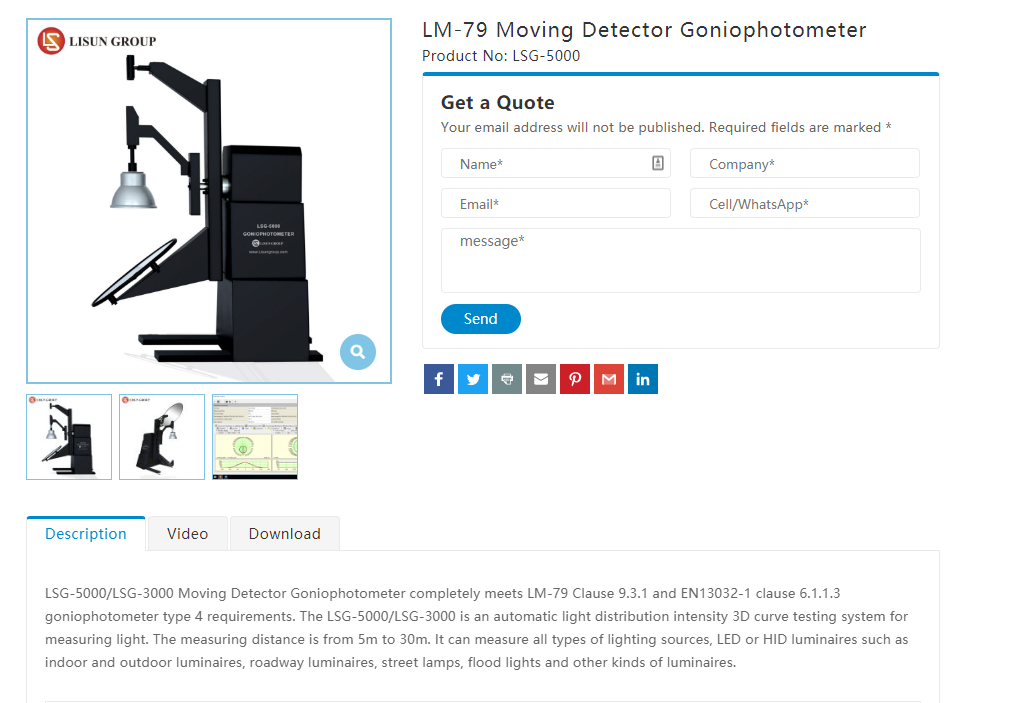 LISUN GROUP
LSG-5000
GONIOPHOTOMETER
LISUN GROUP
www.Lisungroup.com
LM-79 Moving Detector Goniophotometer
Product No: LSG-5000
Get a Quote
Your email address will not be published. Required fields are marked *
Name*
Company*
Email*
Cell/WhatsApp*
message*
Send
Description
Video
Download
LSG-5000/LSG-3000 Moving Detector Goniophotometer completely meets LM-79 Clause 9.3.1 and EN13032-1 clause 6.1.1.3
goniophotometer type 4 requirements. The LSG-5000/LSG-3000 is an automatic light distribution intensity 3D curve testing system for
measuring light. The measuring distance is from 5m to 30m. It can measure all types of lighting sources, LED or HID luminaires such as
indoor and outdoor luminaires, roadway luminaires, street lamps, flood lights and other kinds of luminaires.